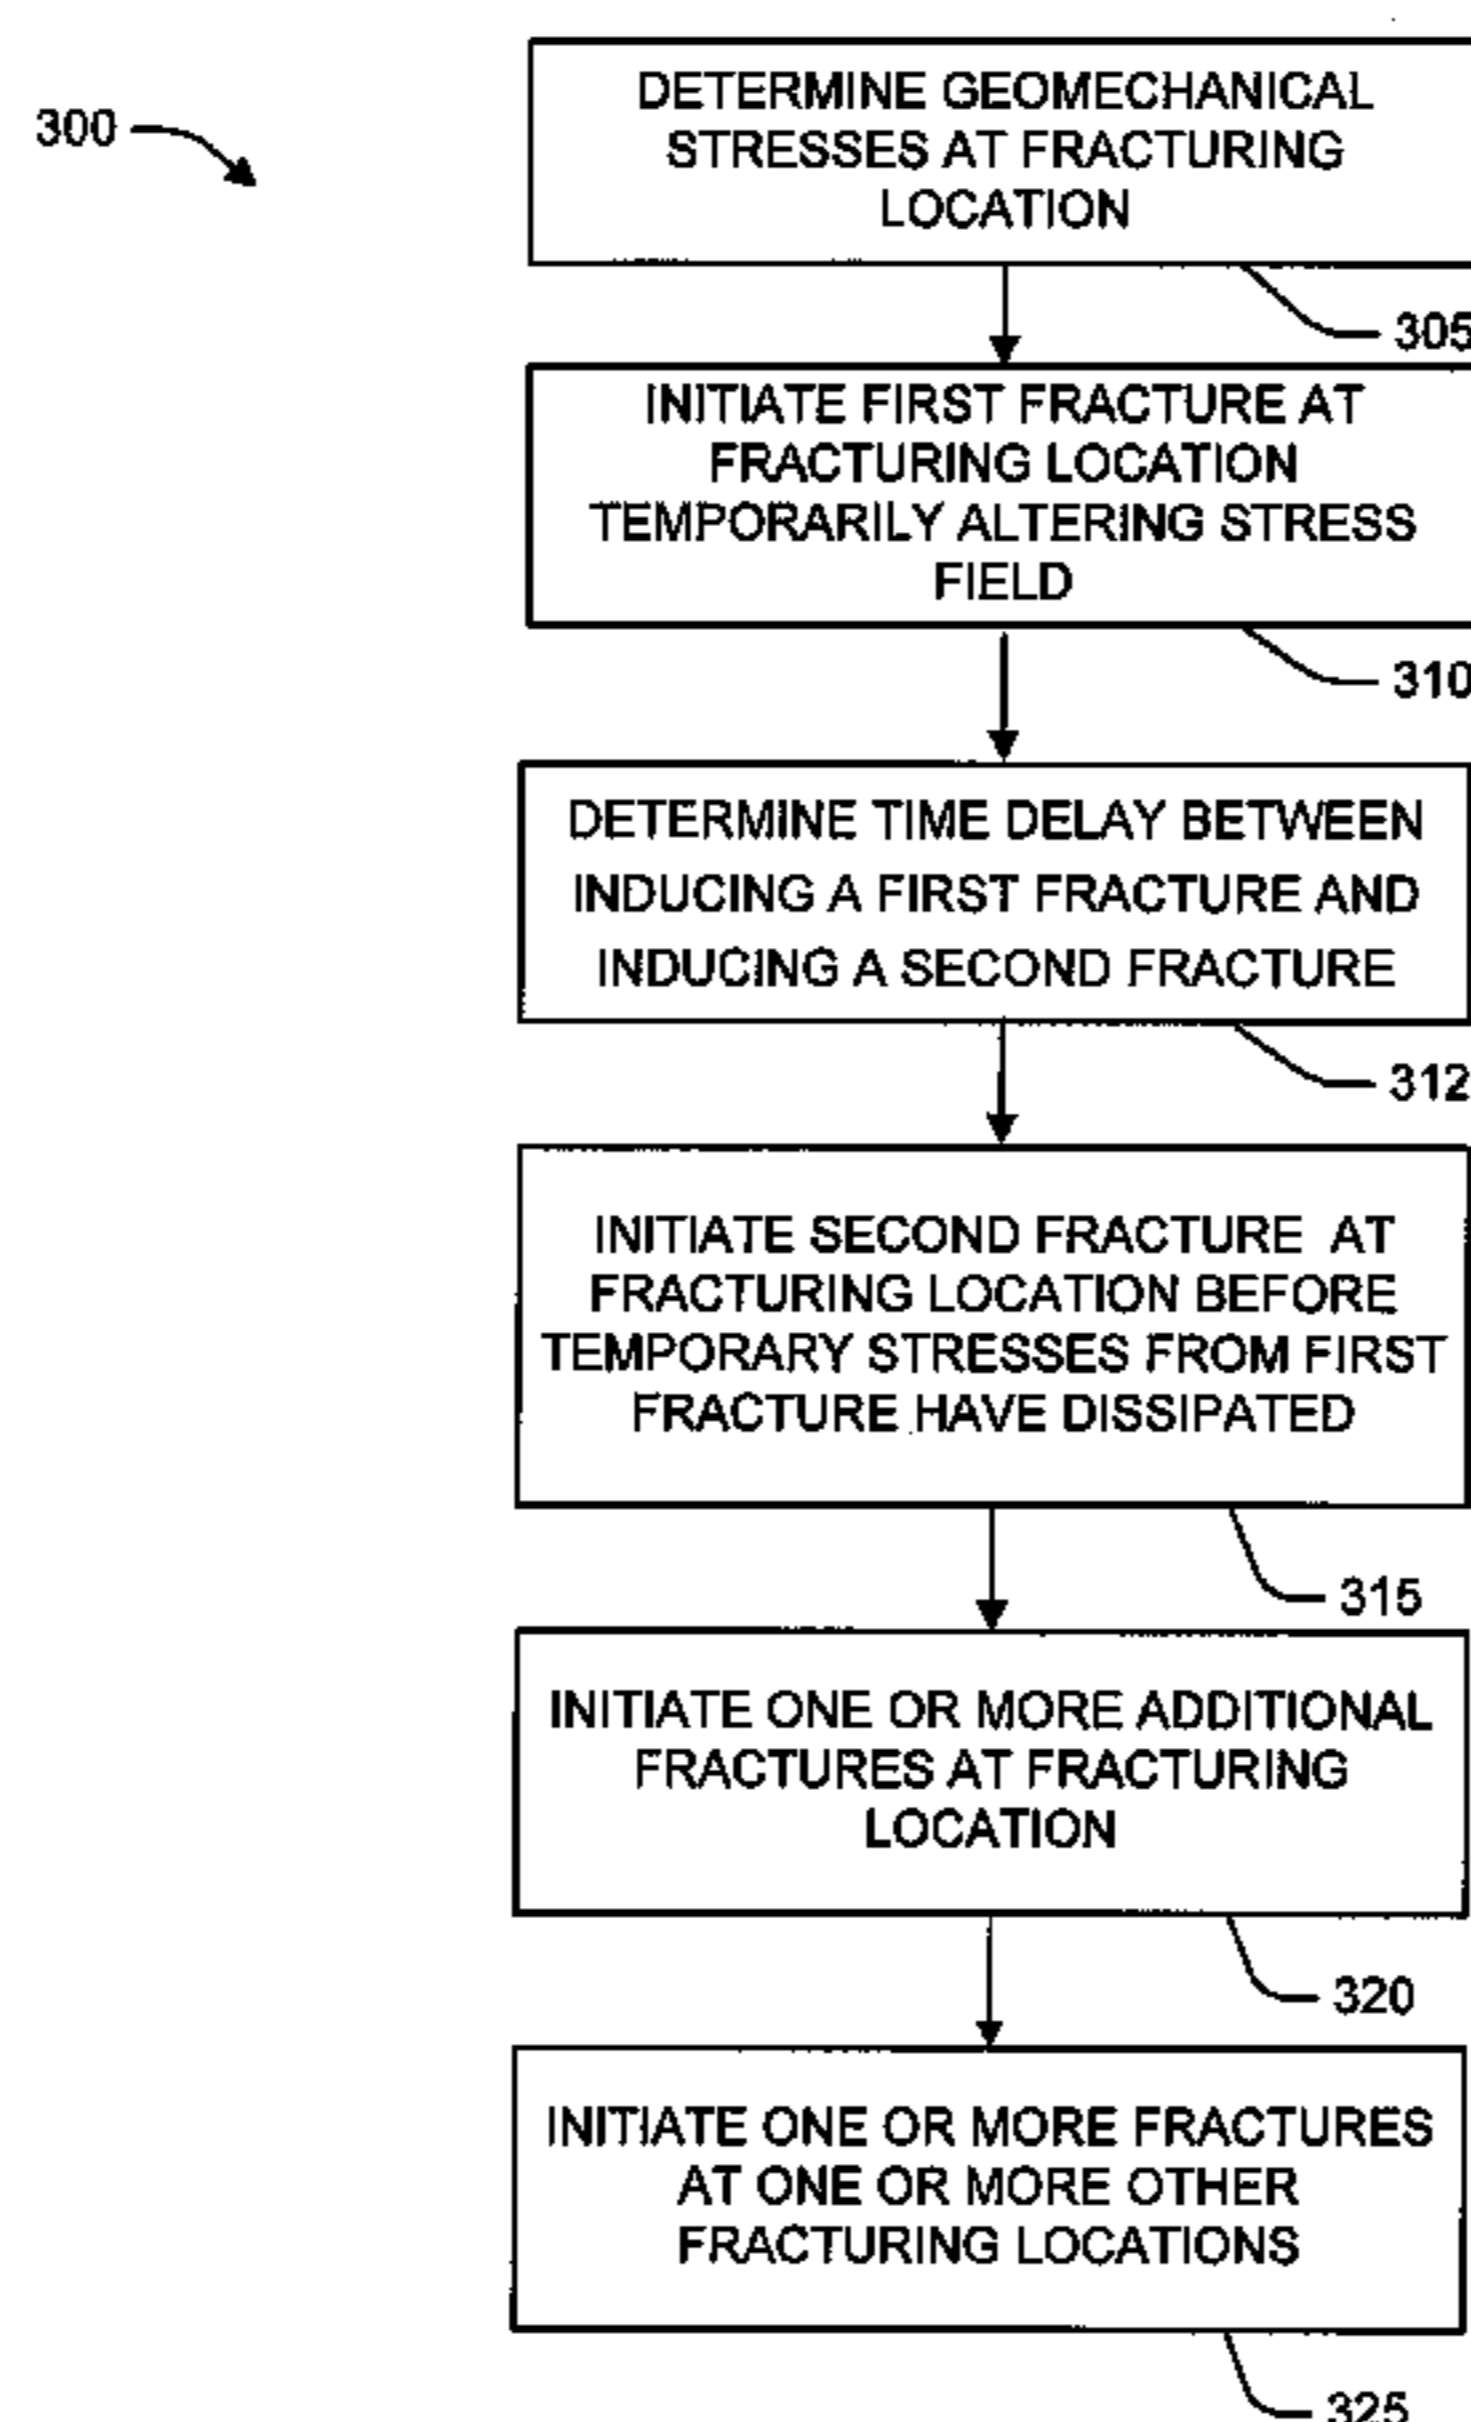 300
DETERMINE GEOMECHANICAL
STRESSES AT FRACTURING
LOCATION
305
INITIATE FIRST FRACTURE AT
FRACTURING LOCATION
TEMPORARILY ALTERING STRESS
FIELD
310
DETERMINE TIME DELAY BETWEEN
INDUCING A FIRST FRACTURE AND
INDUCING A SECOND FRACTURE
312
INITIATE SECOND FRACTURE AT
FRACTURING LOCATION BEFORE
TEMPORARY STRESSES FROM FIRST
FRACTURE HAVE DISSIPATED
315
INITIATE ONE OR MORE ADDITIONAL
FRACTURES AT FRACTURING
LOCATION
320
INITIATE ONE OR MORE FRACTURES
AT ONE OR MORE OTHER
FRACTURING LOCATIONS
325